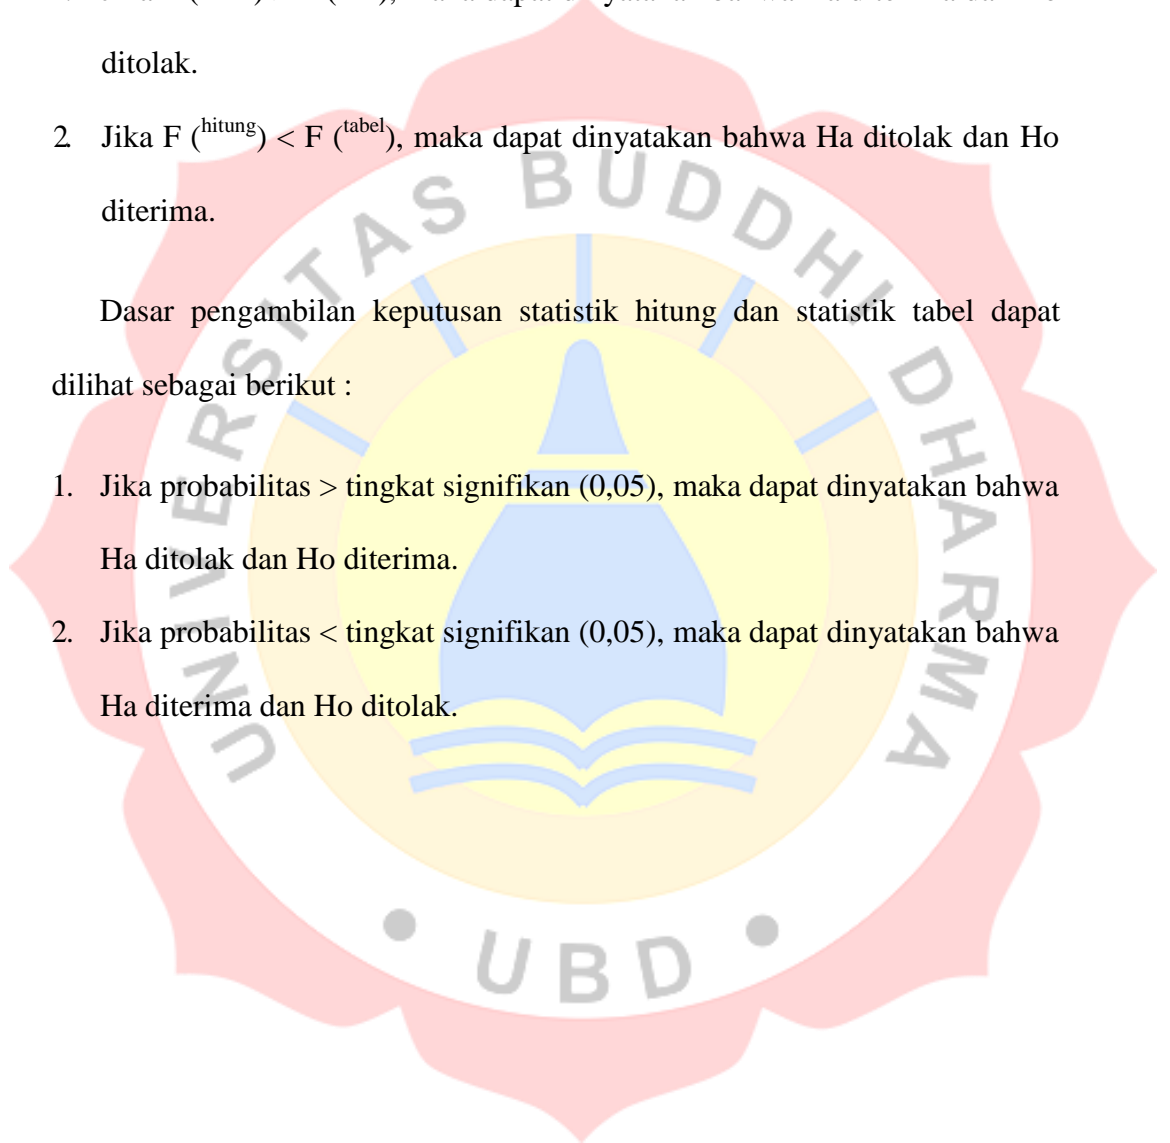 ditolak.
2. Jika F (hitung) < F (tabel), maka dapat dinyatakan bahwa Ha ditolak dan Ho
diterima.
Dasar pengambilan keputusan statistik hitung dan statistik tabel dapat
dilihat sebagai berikut :
1. Jika probabilitas > tingkat signifikan (0,05), maka dapat dinyatakan bahwa
Ha ditolak dan Ho diterima.
2. Jika probabilitas < tingkat signifikan (0,05), maka dapat dinyatakan bahwa
Ha diterima dan Ho ditolak.
UNIVERSITAS BUDDHI DHARMA
• UBD •